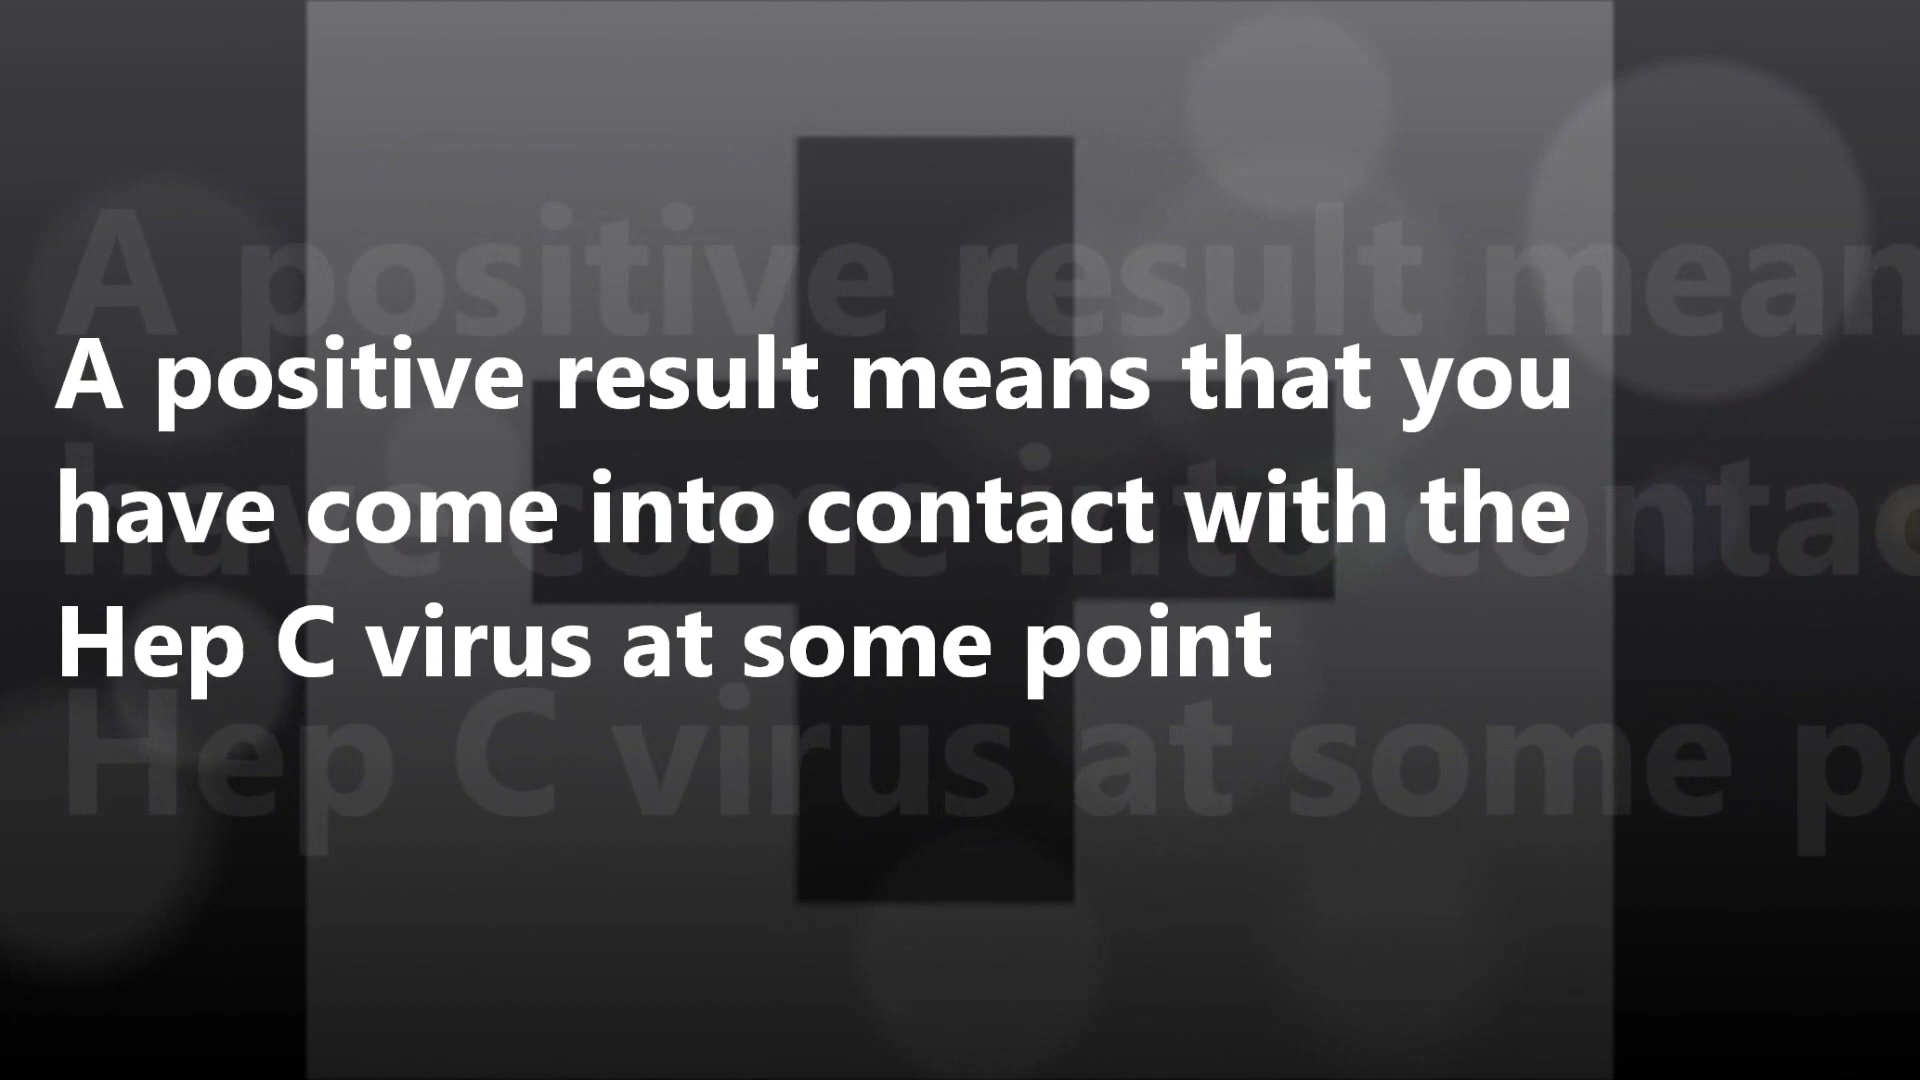 A positive result means that you
have come into contact with the
Hep C virus at some point